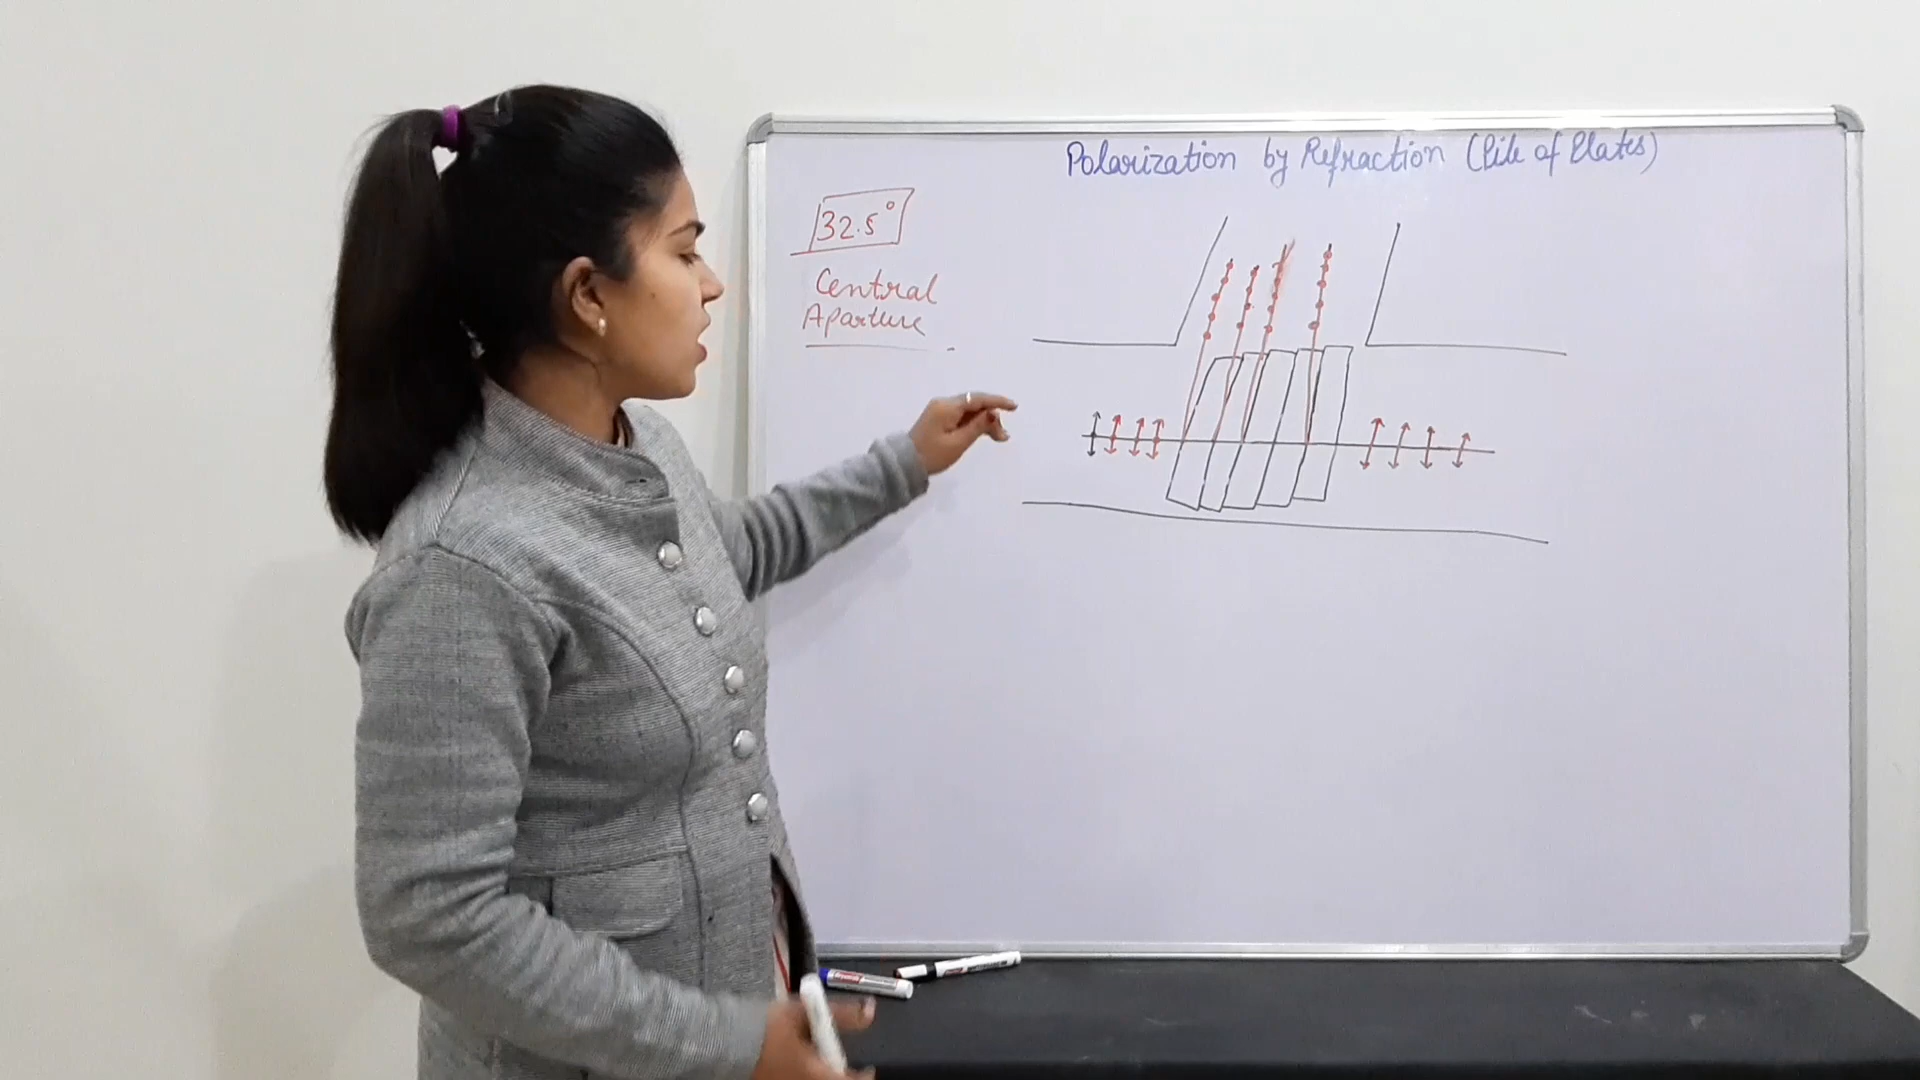 Polarization by Refraction (Pile of Plates)
32.5°
Central
Aparture